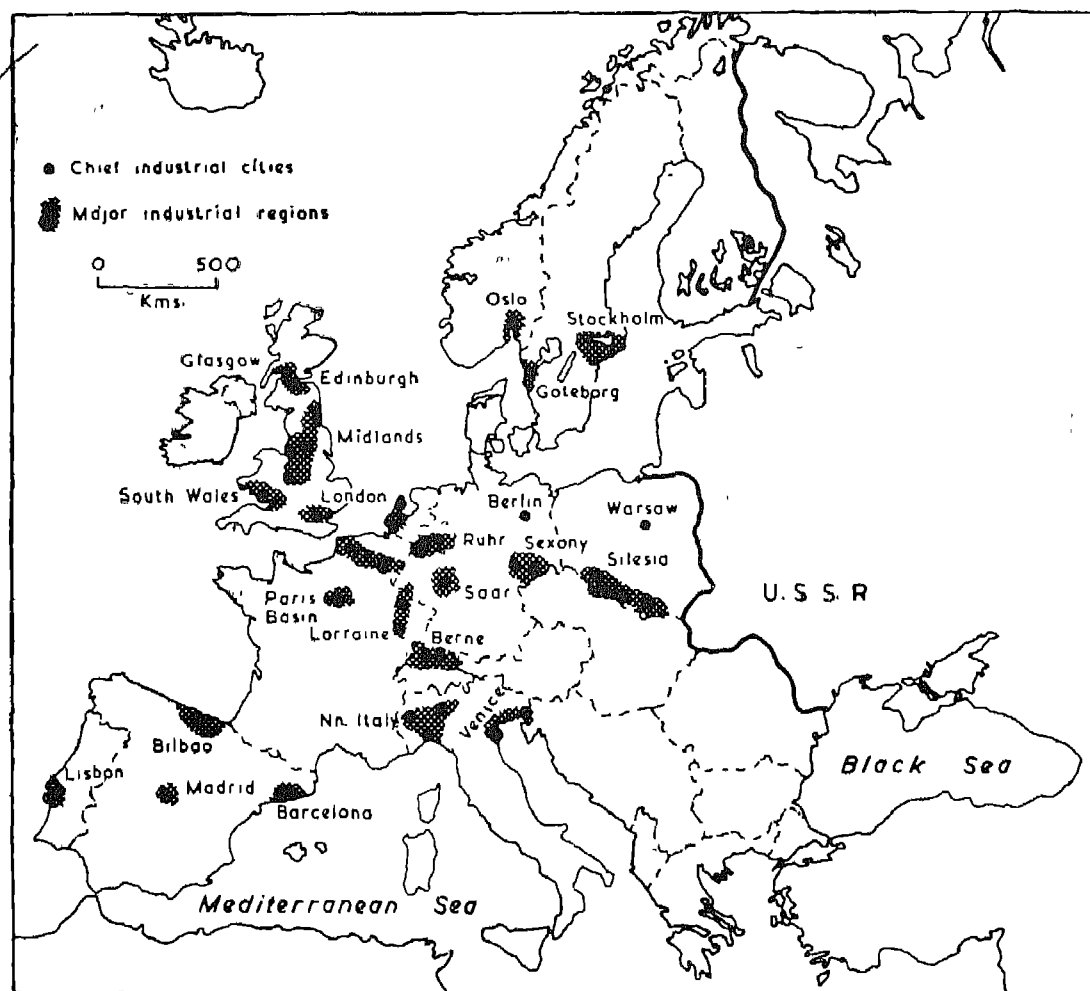 Chief industrial cities
Major industrial regions
0 500
Kms.
Oslo
Stockholm
Glasgow
Edinburgh
Goteborg
Midlands
South Wales
London
Berlin
Warsaw
Ruhr
Sexony
Silesia
Saar
U.S.S.R
Paris
Basin
Lorraine
Berne
Nn. Italy
Venice
Bilbao
Black Sea
Lisbon
Madrid
Barcelona
Mediterranean Sea